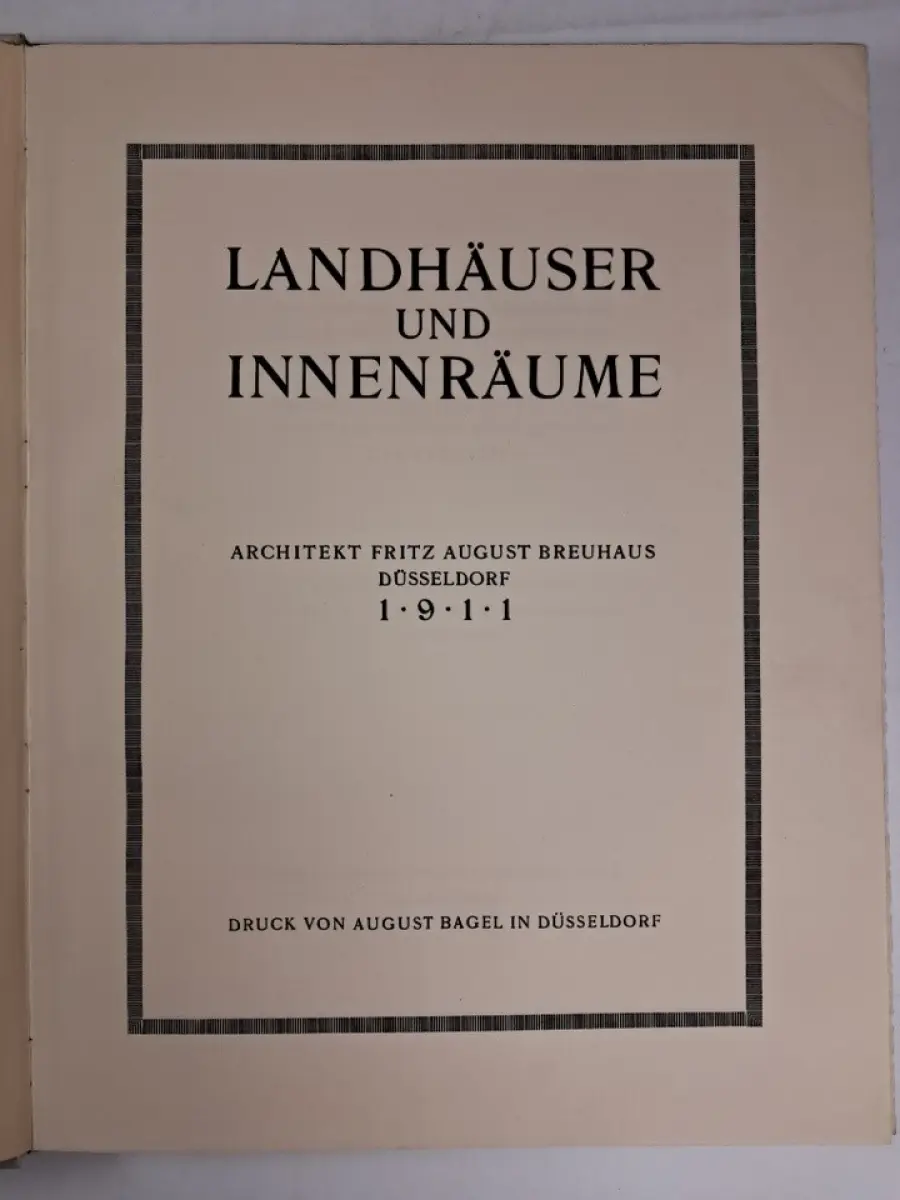 LANDHÄUSER
UND
INNENRÄUME
ARCHITEKT FRITZ AUGUST BREUHAUS
DÜSSELDORF
1·9·1·1
DRUCK VON AUGUST BAGEL IN DÜSSELDORF